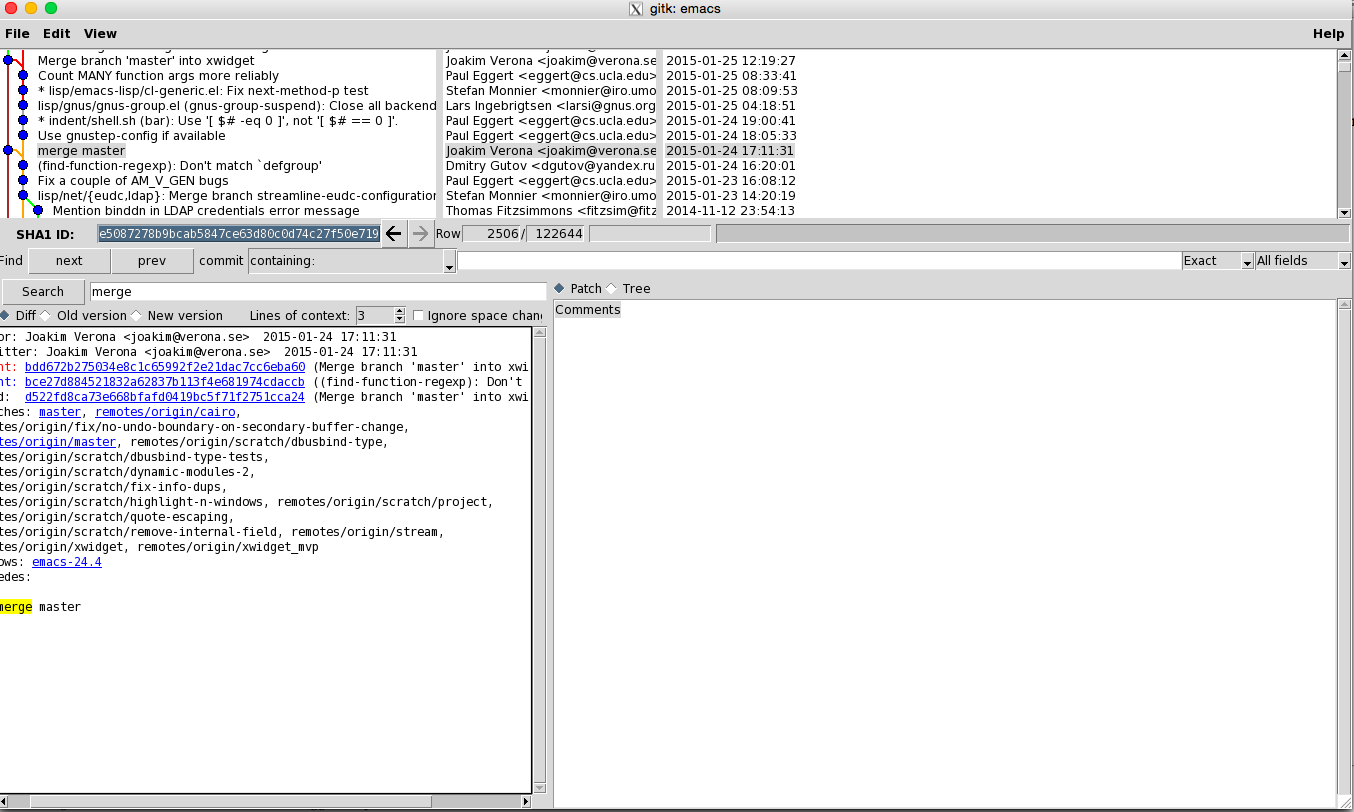 gitk: emacs
File Edit View Help
Merge branch 'master' into xwidget Joakim Verona <joakim@verona.se 2015-01-25 12:19:27
Count MANY function args more reliably Paul Eggert <eggert@cs.ucla.edu> 2015-01-25 08:33:41
* lisp/emacs-lisp/cl-generic.el: Fix next-method-p test Stefan Monnier <monnier@iro.umo 2015-01-25 08:09:53
lisp/gnus/gnus-group.el (gnus-group-suspend): Close all backend Lars Ingebrigtsen <larsi@gnus.org 2015-01-25 04:18:51
* indent/shell.sh (bar): Use '[ $# -eq 0 ]', not '[ $# == 0 ]'. Paul Eggert <eggert@cs.ucla.edu> 2015-01-24 19:00:41
Use gnustep-config if available Paul Eggert <eggert@cs.ucla.edu> 2015-01-24 18:05:33
merge master Joakim Verona <joakim@verona.se 2015-01-24 17:11:31
(find-function-regexp): Don't match `defgroup' Dmitry Gutov <dgutov@yandex.ru 2015-01-24 16:20:01
Fix a couple of AM_V_GEN bugs Paul Eggert <eggert@cs.ucla.edu> 2015-01-23 16:08:12
lisp/net/{eudc,ldap}: Merge branch streamline-eudc-configuration Stefan Monnier <monnier@iro.umo 2015-01-23 14:20:19
Mention binddn in LDAP credentials error message Thomas Fitzsimmons <fitzsim@fitz 2014-11-12 23:54:13
SHA1 ID: e5087278b9bcab5847ce63d80c0d74c27f50e719 Row 2506 / 122644
Find next prev commit containing: Exact All fields
Search merge
Patch Tree
Diff Old version New version Lines of context: 3 Ignore space chan
Comments
or: Joakim Verona <joakim@verona.se> 2015-01-24 17:11:31
itter: Joakim Verona <joakim@verona.se> 2015-01-24 17:11:31
nt: bdd672b275034e8c1c65992f2e21dac7cc6eba60 (Merge branch 'master' into xwi
nt: bce27d884521832a62837b113f4e681974cdaccb ((find-function-regexp): Don't
d: d522fd8ca73e668bfafd0419bc5f71f2751cca24 (Merge branch 'master' into xwi
ches: master, remotes/origin/cairo,
tes/origin/fix/no-undo-boundary-on-secondary-buffer-change,
tes/origin/master, remotes/origin/scratch/dbusbind-type,
tes/origin/scratch/dbusbind-type-tests,
tes/origin/scratch/dynamic-modules-2,
tes/origin/scratch/fix-info-dups,
tes/origin/scratch/highlight-n-windows, remotes/origin/scratch/project,
tes/origin/scratch/quote-escaping,
tes/origin/scratch/remove-internal-field, remotes/origin/stream,
tes/origin/xwidget, remotes/origin/xwidget_mvp
ows: emacs-24.4
edes:
merge master